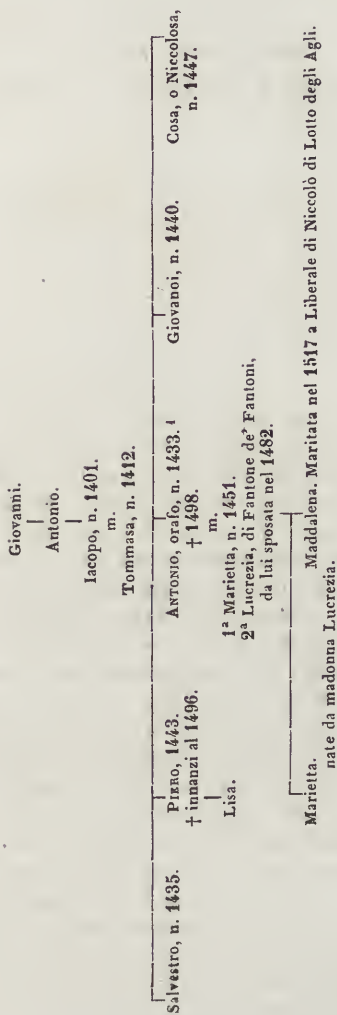 Giovanni.
Antonio.
Iacopo, n. 1401.
m.
Tommasa, n. 1412.
Salvestro, n. 1435.
PIERO, 1443.
† innanzi al 1496.
Lisa.
ANTONIO, orafo, n. 1433. ¹
† 1498.
m.
1ª Marietta, n. 1451.
2ª Lucrezia, di Fantone de' Fantoni,
da lui sposata nel 1482.
Giovanoi, n. 1440.
Cosa, o Niccolosa,
n. 1447.
Marietta.
Maddalena. Maritata nel 1517 a Liberale di Niccolò di Lotto degli Agli.
nate da madonna Lucrezia.